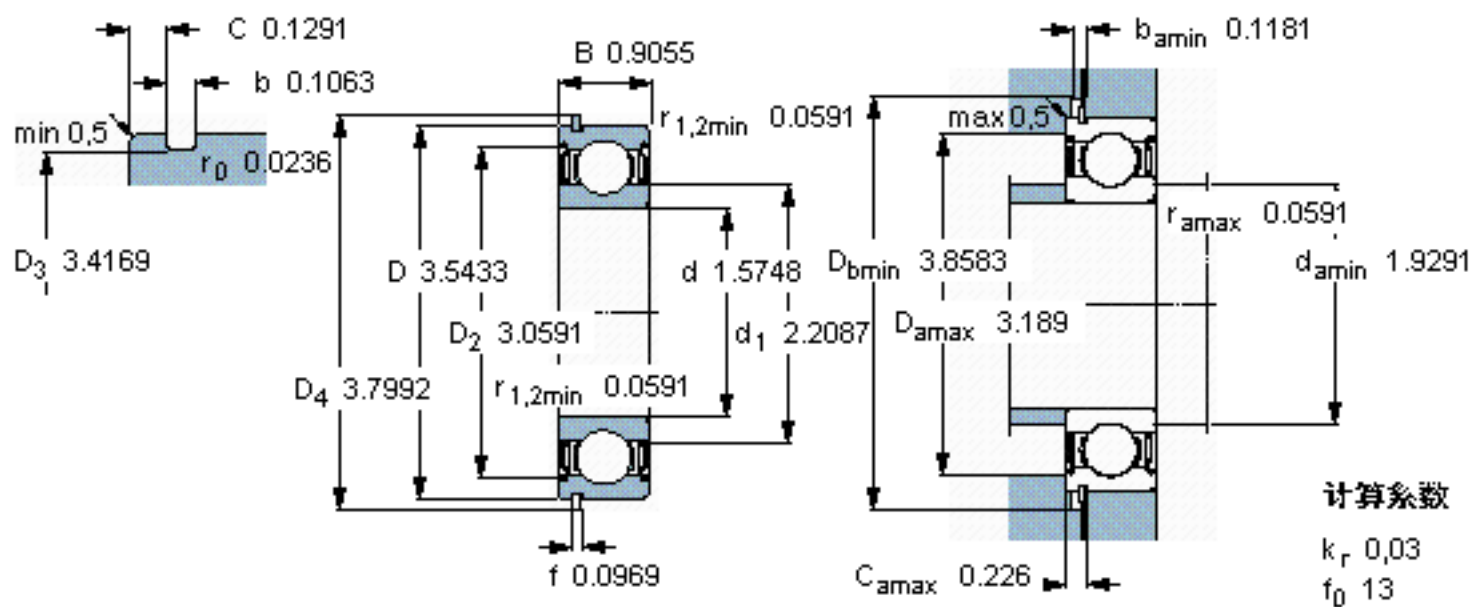 C 0.1291
b 0.1063
min 0,5
r0 0.0236
D3 3.4169
B 0.9055
r1,2min 0.0591
D 3.5433
d 1.5748
D2 3.0591
d1 2.2087
D4 3.7992
r1,2min 0.0591
f 0.0969
bamin 0.1181
max 0,5
ramax 0.0591
Dbmin 3.8583
damin 1.9291
Damax 3.189
Camax 0.226
计算系数
kr 0,03
f0 13